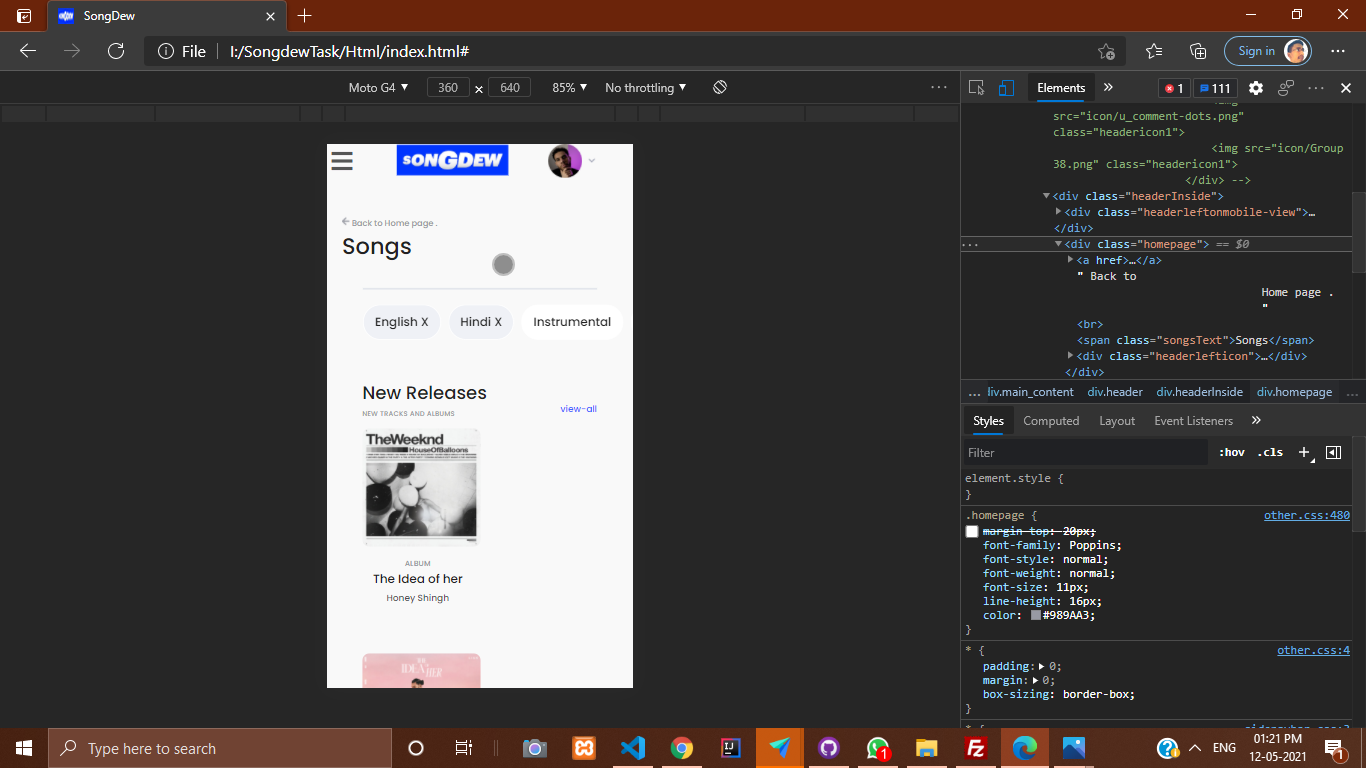 SongDew
File
I:/SongdewTask/Html/index.html#
Sign in
Moto G4 ▼
360 × 640
85% ▼
No throttling ▼
Elements
1
111
src="icon/u_comment-dots.png"
class="headericon1">
<img src="icon/Group
38.png" class="headericon1">
</div> -->
<div class="headerInside">
<div class="headerleftonmobile-view">…
</div>
<div class="homepage"> == $0
<a href>…</a>
" Back to
Home page .
"
<br>
<span class="songsText">Songs</span>
<div class="headerlefticon">…</div>
</div>
… div.main_content div.header div.headerInside div.homepage …
Styles Computed Layout Event Listeners
Filter
:hov .cls +
element.style {
}
.homepage { other.css:480
margin-top: 20px;
font-family: Poppins;
font-style: normal;
font-weight: normal;
font-size: 11px;
line-height: 16px;
color: #989AA3;
}
* { other.css:4
padding: 0;
margin: 0;
box-sizing: border-box;
}
SONGDEW
Back to Home page .
Songs
English X
Hindi X
Instrumental
New Releases
NEW TRACKS AND ALBUMS
view-all
TheWeeknd
HouseOfBalloons
ALBUM
The Idea of her
Honey Shingh
THE
IDEA OF
HER
Type here to search
1
ENG
01:21 PM
12-05-2021
1